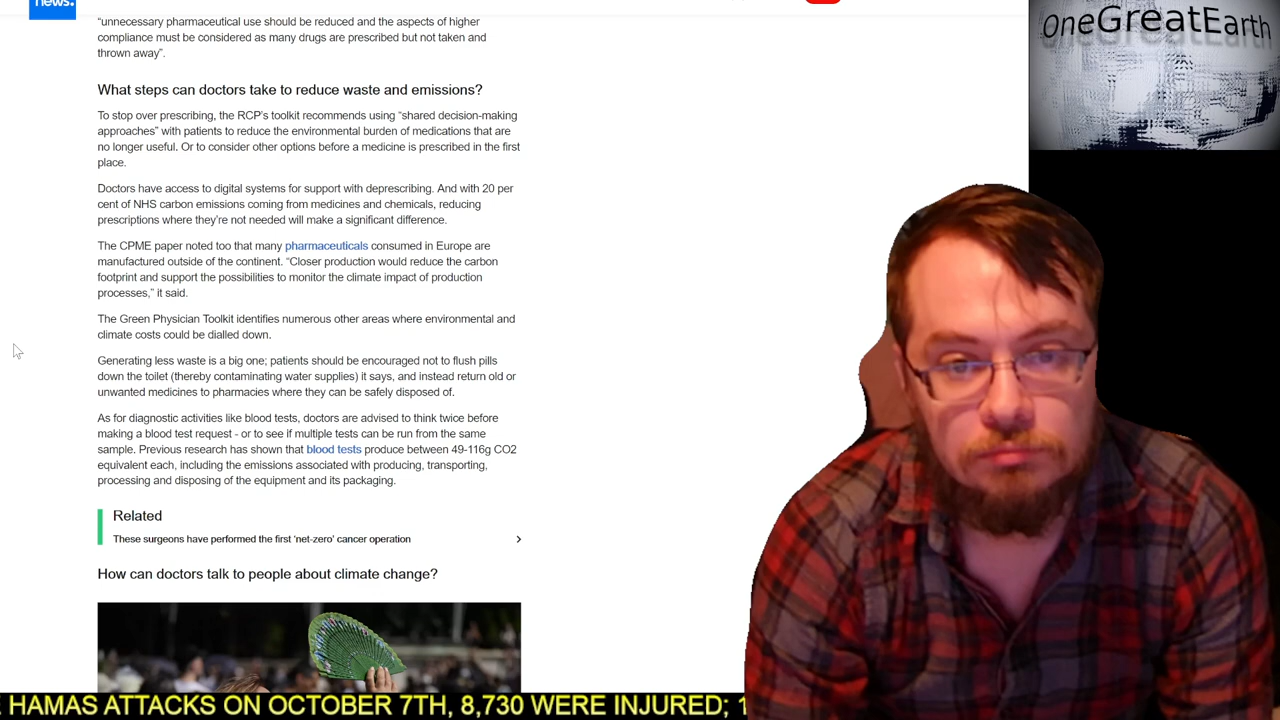 news.
OneGreatEarth
“unnecessary pharmaceutical use should be reduced and the aspects of higher
compliance must be considered as many drugs are prescribed but not taken and
thrown away”.
What steps can doctors take to reduce waste and emissions?
To stop over prescribing, the RCP’s toolkit recommends using “shared decision-making
approaches” with patients to reduce the environmental burden of medications that are
no longer useful. Or to consider other options before a medicine is prescribed in the first
place.
Doctors have access to digital systems for support with deprescribing. And with 20 per
cent of NHS carbon emissions coming from medicines and chemicals, reducing
prescriptions where they’re not needed will make a significant difference.
The CPME paper noted too that many pharmaceuticals consumed in Europe are
manufactured outside of the continent. “Closer production would reduce the carbon
footprint and support the possibilities to monitor the climate impact of production
processes,” it said.
The Green Physician Toolkit identifies numerous other areas where environmental and
climate costs could be dialled down.
Generating less waste is a big one; patients should be encouraged not to flush pills
down the toilet (thereby contaminating water supplies) it says, and instead return old or
unwanted medicines to pharmacies where they can be safely disposed of.
As for diagnostic activities like blood tests, doctors are advised to think twice before
making a blood test request - or to see if multiple tests can be run from the same
sample. Previous research has shown that blood tests produce between 49-116g CO2
equivalent each, including the emissions associated with producing, transporting,
processing and disposing of the equipment and its packaging.
Related
These surgeons have performed the first ‘net-zero’ cancer operation
How can doctors talk to people about climate change?
HAMAS ATTACKS ON OCTOBER 7TH, 8,730 WERE INJURED;